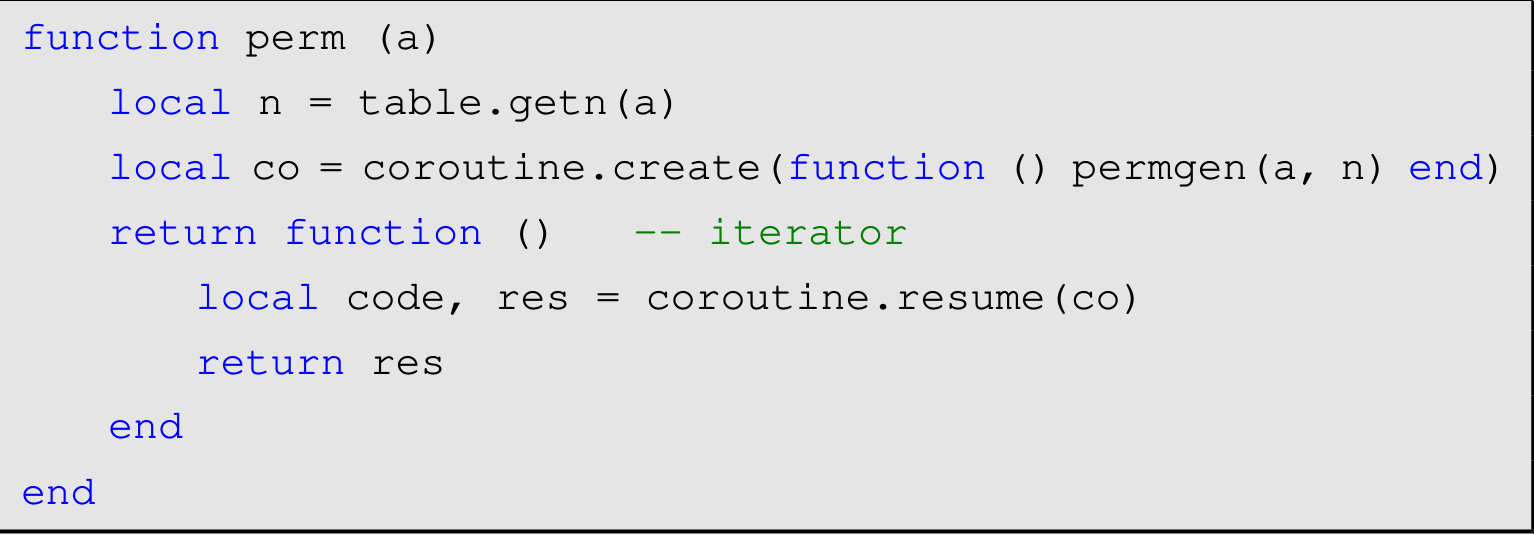 function perm (a)
    local n = table.getn(a)
    local co = coroutine.create(function () permgen(a, n) end)
    return function ()   -- iterator
        local code, res = coroutine.resume(co)
        return res
    end
end